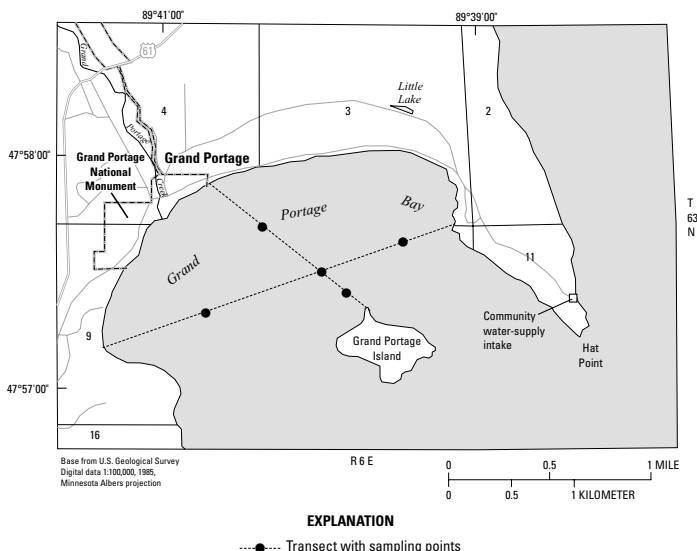 89°41'00"
89°39'00"
Grand
61
Portage
Creek
4
3
2
Little
Lake
47°58'00"
Grand Portage
Grand Portage
National
Monument
Portage
Bay
Grand
T
63
N
11
Community
water-supply
intake
Hat
Point
9
Grand Portage
Island
47°57'00"
16
Base from U.S. Geological Survey
Digital data 1:100,000, 1985,
Minnesota Albers projection
R 6 E
0 0.5 1 MILE
0 0.5 1 KILOMETER
EXPLANATION
Transect with sampling points